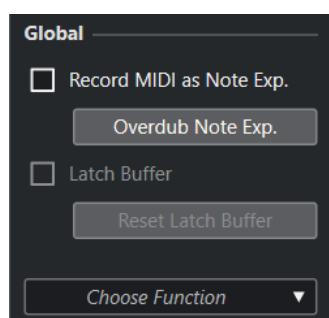 Global
Record MIDI as Note Exp.
Overdub Note Exp.
Latch Buffer
Reset Latch Buffer
Choose Function